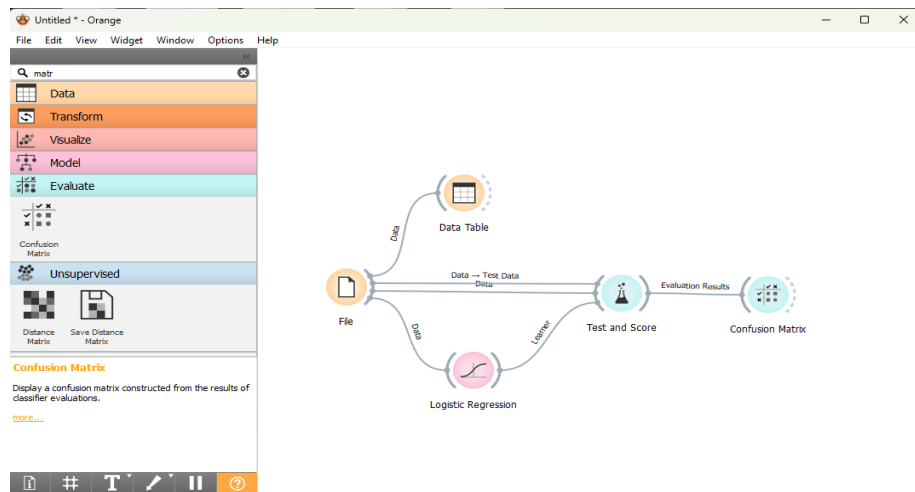 Untitled * - Orange
File Edit View Widget Window Options Help
matr
Data
Transform
Visualize
Model
Evaluate
Confusion
Matrix
Unsupervised
Distance
Matrix
Save Distance
Matrix
Confusion Matrix
Display a confusion matrix constructed from the results of
classifier evaluations.
more...
Data
Data Table
File
Data → Test Data
Data
Data
Logistic Regression
Learner
Test and Score
Evaluation Results
Confusion Matrix